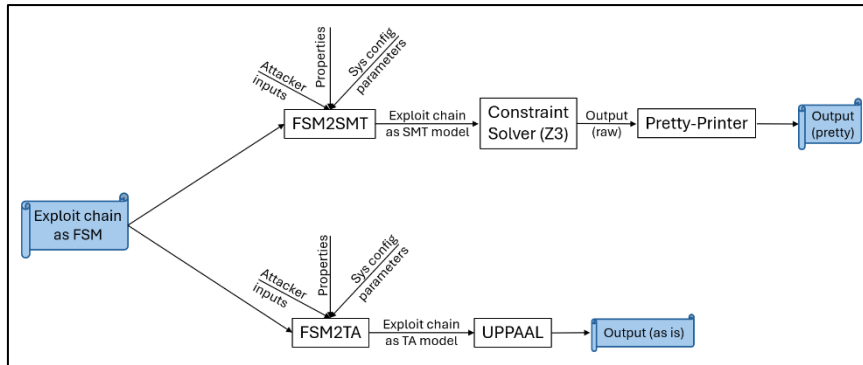 Attacker
inputs
Properties
Sys config
parameters
FSM2SMT
Exploit chain
as SMT model
Constraint
Solver (Z3)
Output
(raw)
Pretty-Printer
Output
(pretty)
Exploit chain
as FSM
Attacker
inputs
Properties
Sys config
parameters
FSM2TA
Exploit chain
as TA model
UPPAAL
Output (as is)